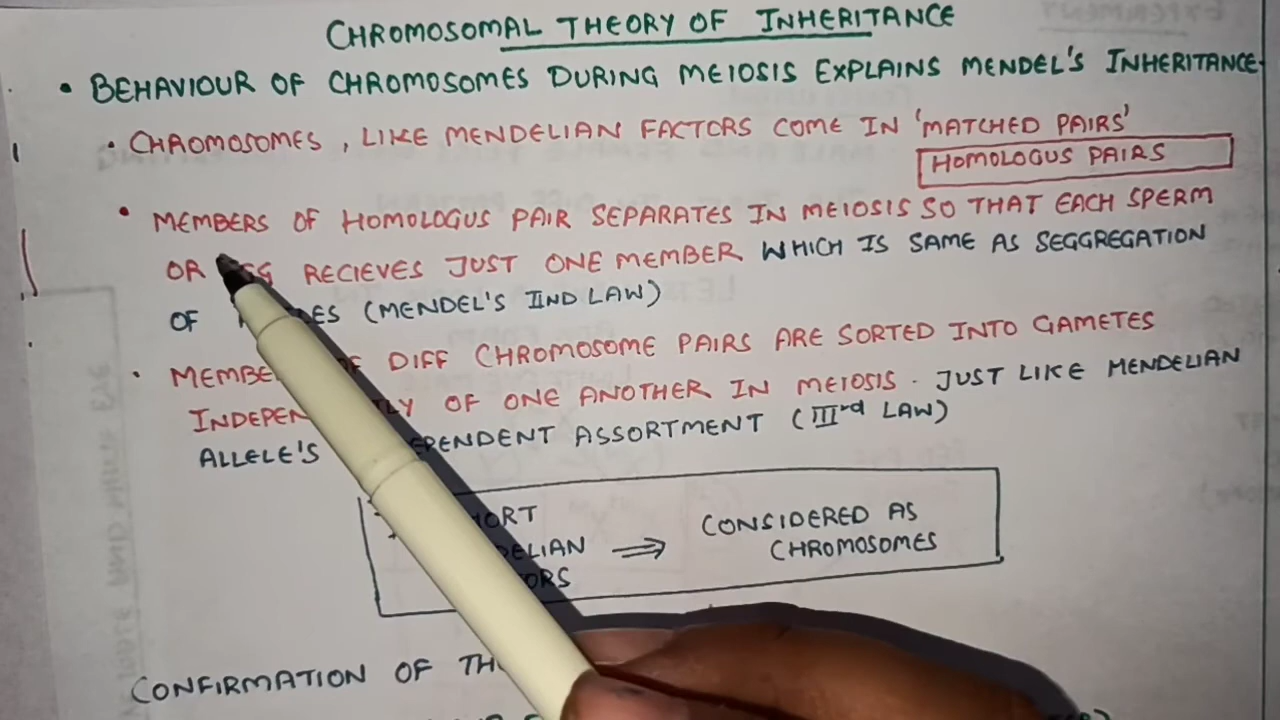 CHROMOSOMAL THEORY OF INHERITANCE
• BEHAVIOUR OF CHROMOSOMES DURING MEIOSIS EXPLAINS MENDEL'S INHERITANCE
• CHROMOSOMES, LIKE MENDELIAN FACTORS COME IN 'MATCHED PAIRS'
HOMOLOGUS PAIRS
• MEMBERS OF HOMOLOGUS PAIR SEPARATES IN MEIOSIS SO THAT EACH SPERM
OR RECIEVES JUST ONE MEMBER WHICH IS SAME AS SEGGREGATION
OF (MENDEL'S IIND LAW)
• DIFF CHROMOSOME PAIRS ARE SORTED INTO GAMETES
OF ONE ANOTHER IN MEIOSIS. JUST LIKE MENDELIAN
ALLELE'S ASSORTMENT (IIIrd LAW)
⇒ CONSIDERED AS
CHROMOSOMES
CONFIRMATION OF